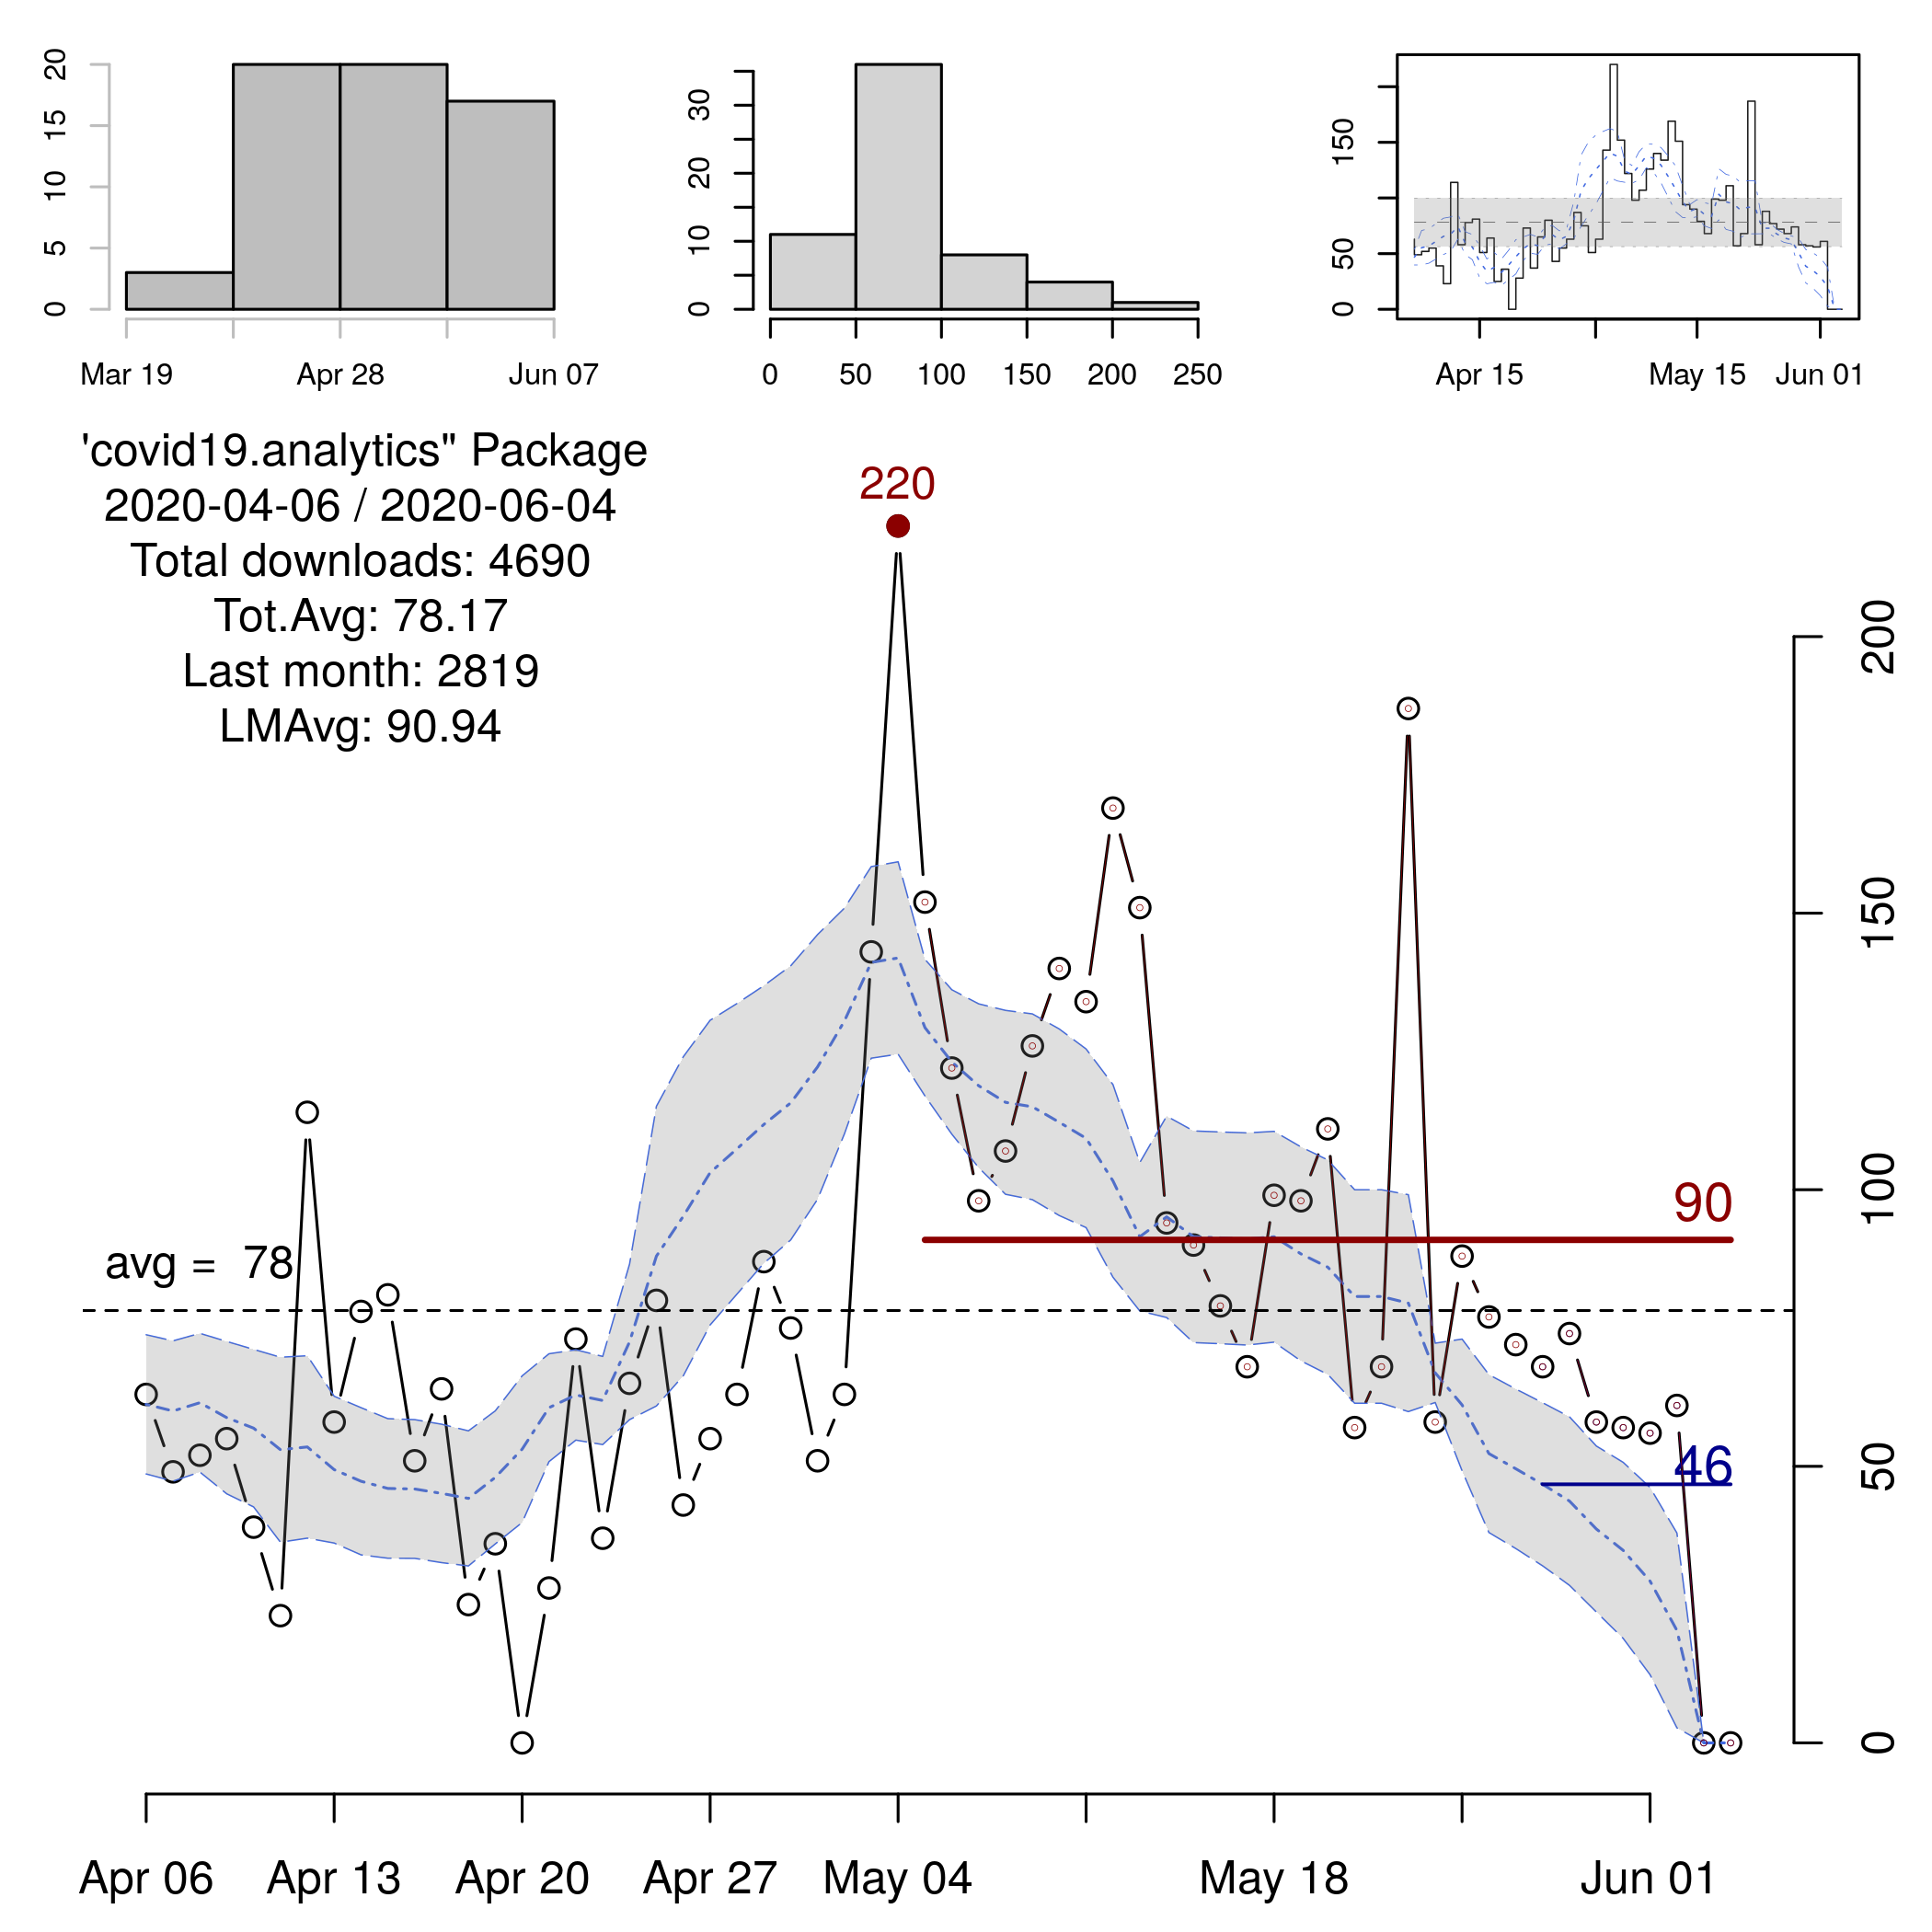 20
15
10
5
0
Mar 19
Apr 28
Jun 07
30
20
10
0
0
50
100
150
200
250
150
50
0
Apr 15
May 15
Jun 01
'covid19.analytics" Package
2020-04-06 / 2020-06-04
Total downloads: 4690
Tot.Avg: 78.17
Last month: 2819
LMAvg: 90.94
220
avg =  78
90
46
200
150
100
50
0
Apr 06
Apr 13
Apr 20
Apr 27
May 04
May 18
Jun 01